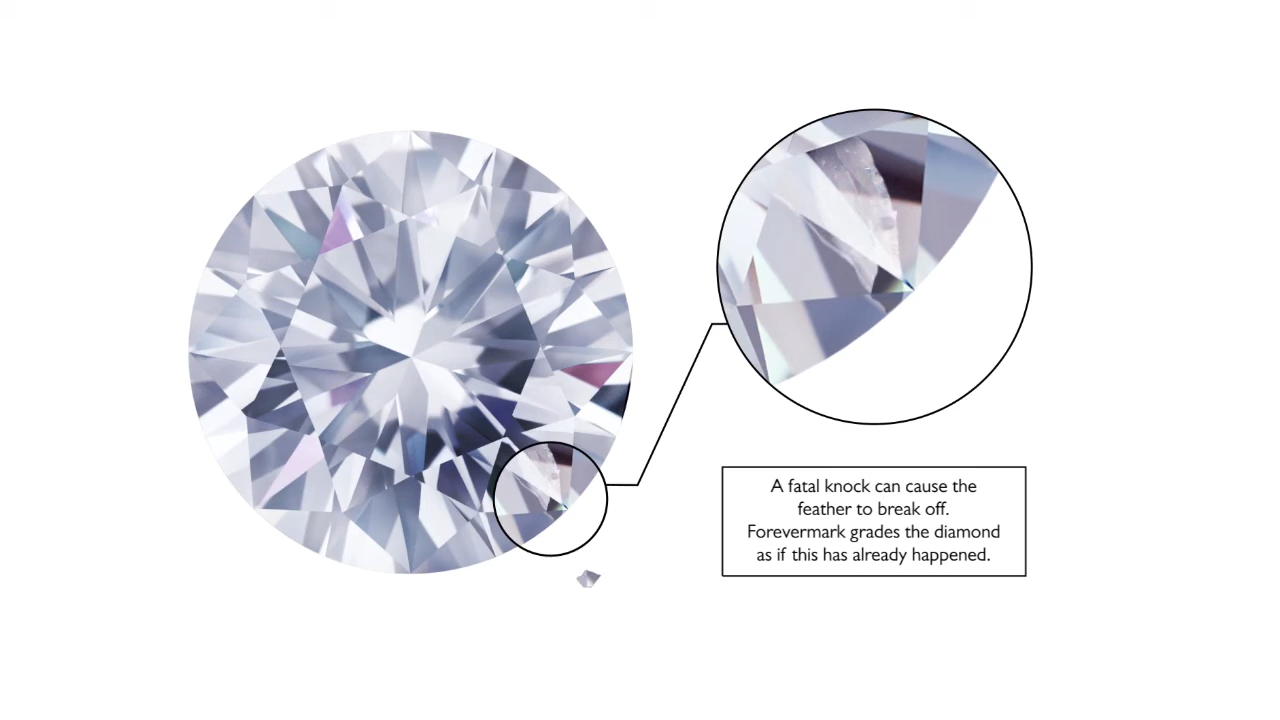 A fatal knock can cause the
feather to break off.
Forevermark grades the diamond
as if this has already happened.